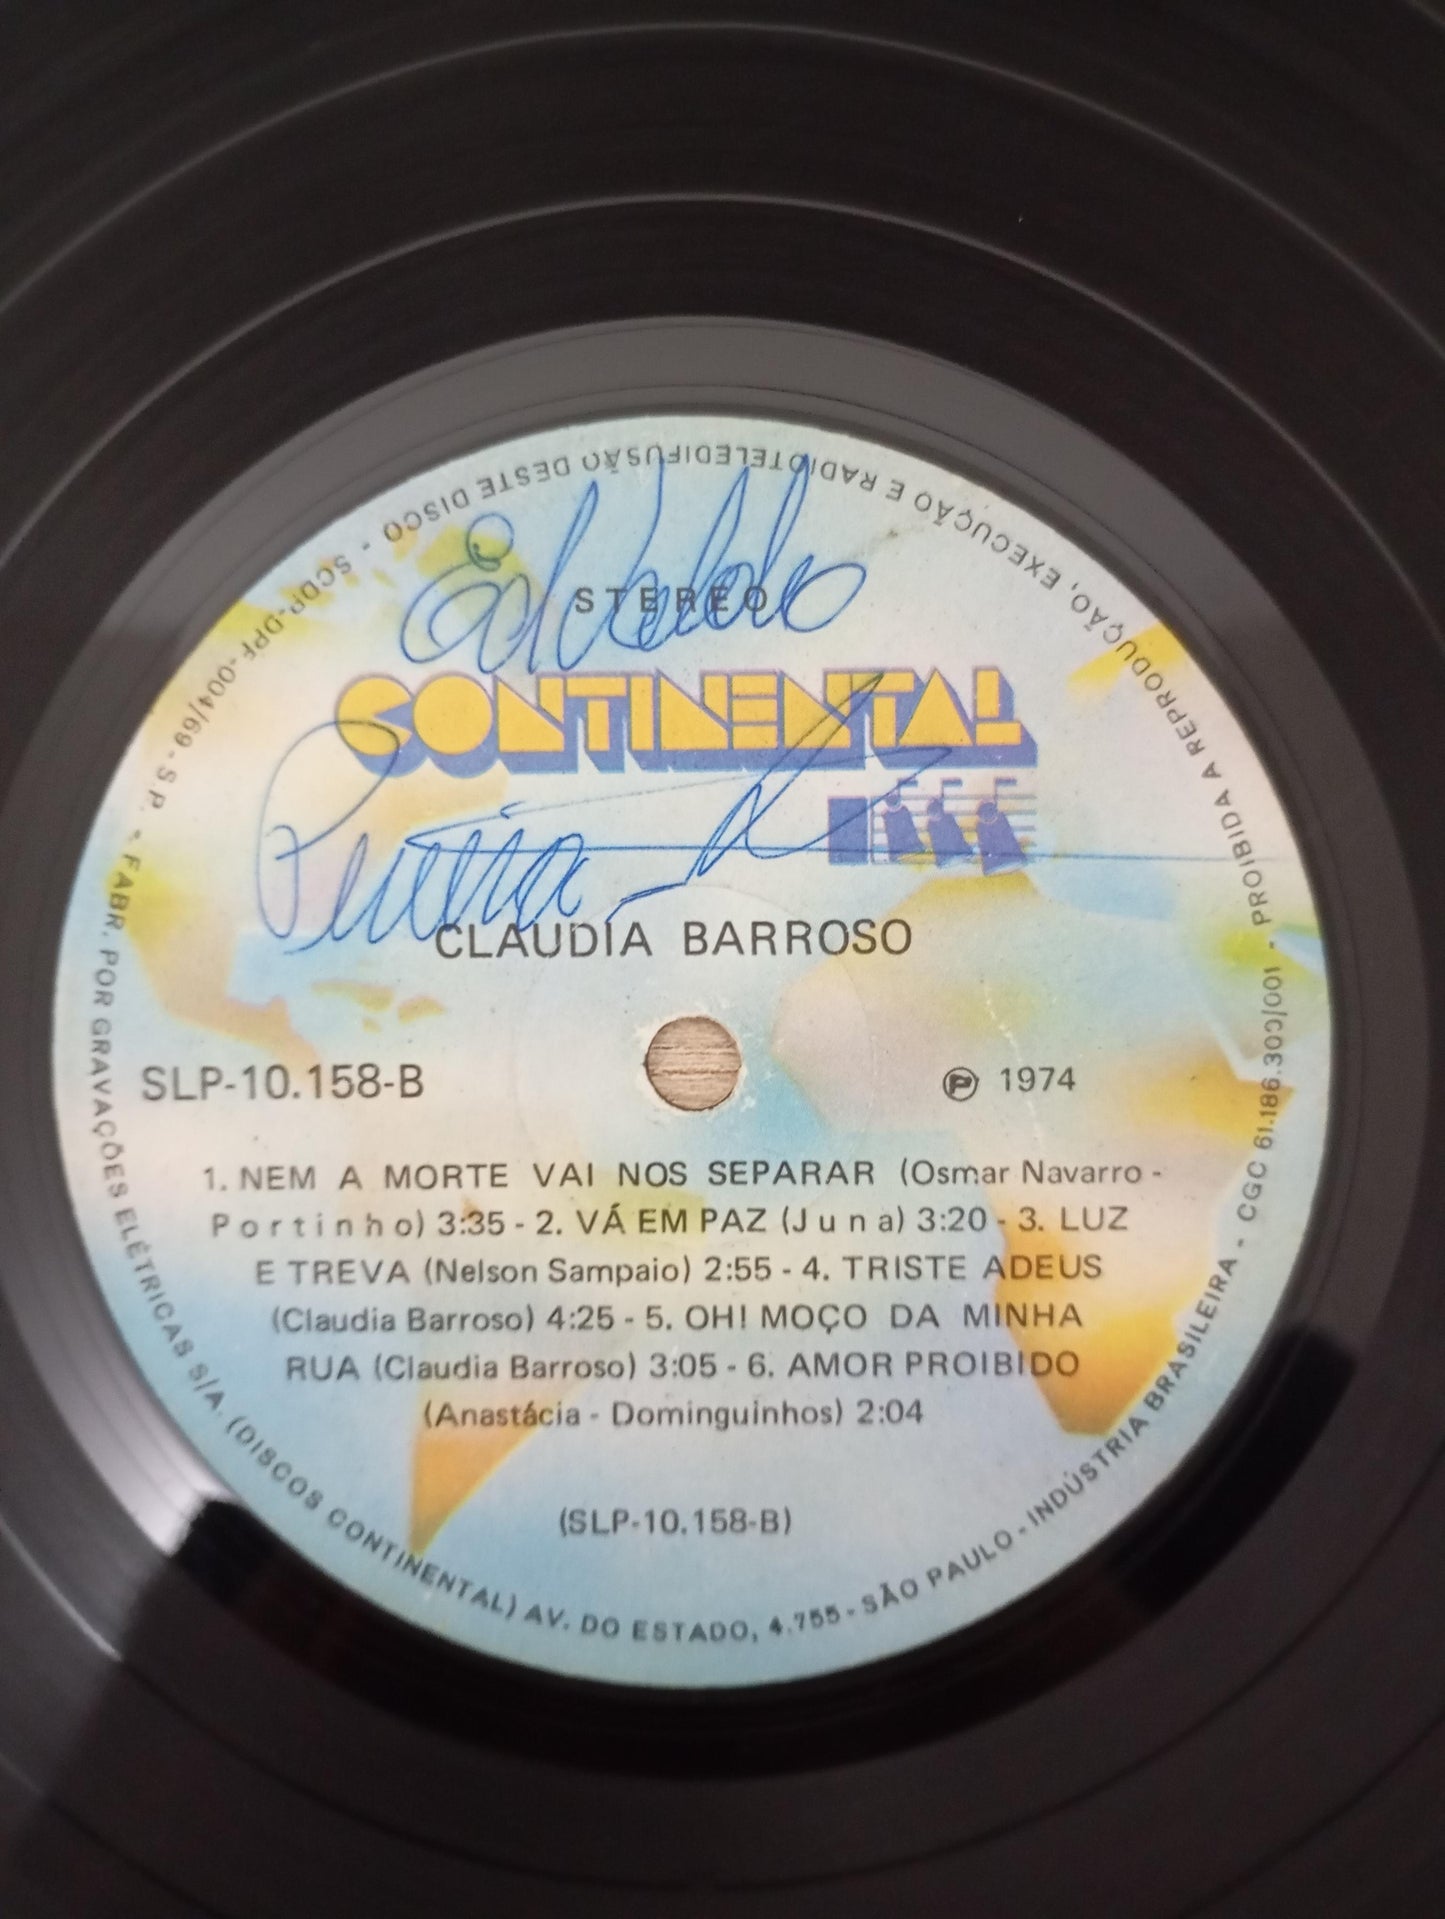 Edvaldo
STEREO
CONTINENTAL
CLAUDIA BARROSO
SLP-10.158-B
Ⓟ 1974
1. NEM A MORTE VAI NOS SEPARAR (Osmar Navarro -
Portinho) 3:35 - 2. VÁ EM PAZ (Juna) 3:20 - 3. LUZ
E TREVA (Nelson Sampaio) 2:55 - 4. TRISTE ADEUS
(Claudia Barroso) 4:25 - 5. OH! MOÇO DA MINHA
RUA (Claudia Barroso) 3:05 - 6. AMOR PROIBIDO
(Anastácia - Dominguinhos) 2:04
(SLP-10.158-B)
FABR. POR GRAVAÇÕES ELÉTRICAS S/A. (DISCOS CONTINENTAL) AV. DO ESTADO, 4.755 - SÃO PAULO - INDÚSTRIA BRASILEIRA - CGC 61.186.300/001 - PROIBIDA A REPRODUÇÃO, EXECUÇÃO E RADIOTELEDIFUSÃO DESTE DISCO - SCDP-DPF-004/69-S.P. -